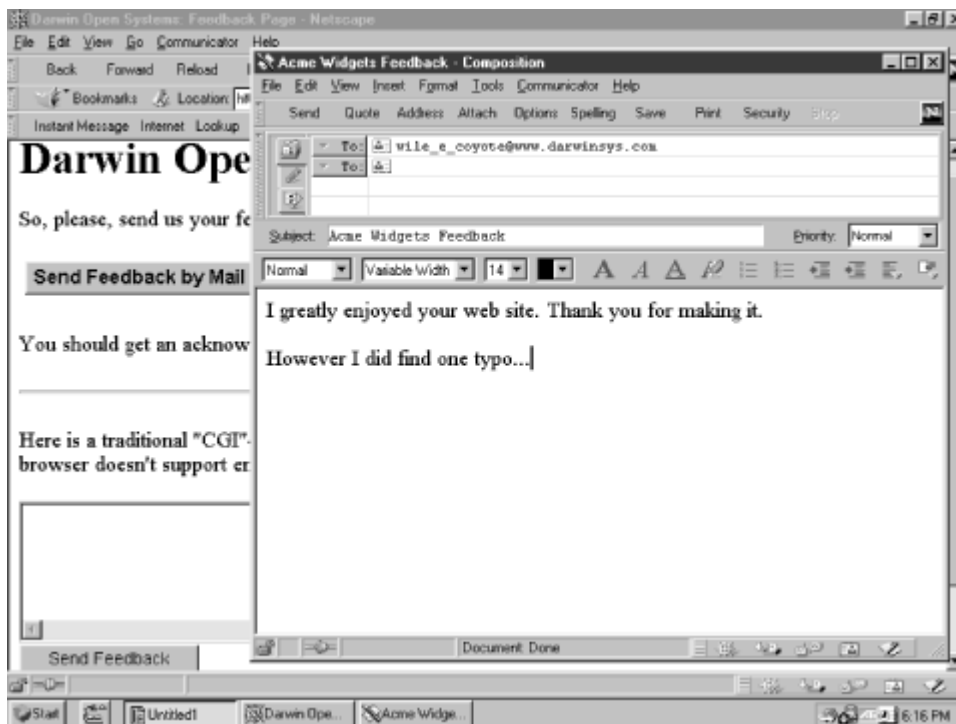 Darwin Open Systems: Feedback Page - Netscape
File Edit View Go Communicator Help
Back Forward Reload
Bookmarks Location:
Instant Message Internet Lookup
Darwin Ope
So, please, send us your fe
Send Feedback by Mail
You should get an acknow
Here is a traditional "CGI"-
browser doesn't support en
Send Feedback
Acme Widgets Feedback - Composition
File Edit View Insert Format Tools Communicator Help
Send Quote Address Attach Options Spelling Save Print Security Stop
To: wile_e_coyote@www.darwinsys.com
To:
Subject: Acme Widgets Feedback Priority: Normal
Normal Variable Width 14
I greatly enjoyed your web site. Thank you for making it.
However I did find one typo...
Document: Done
Start Untitled1 Darwin Ope... Acme Widge... 6:16 PM